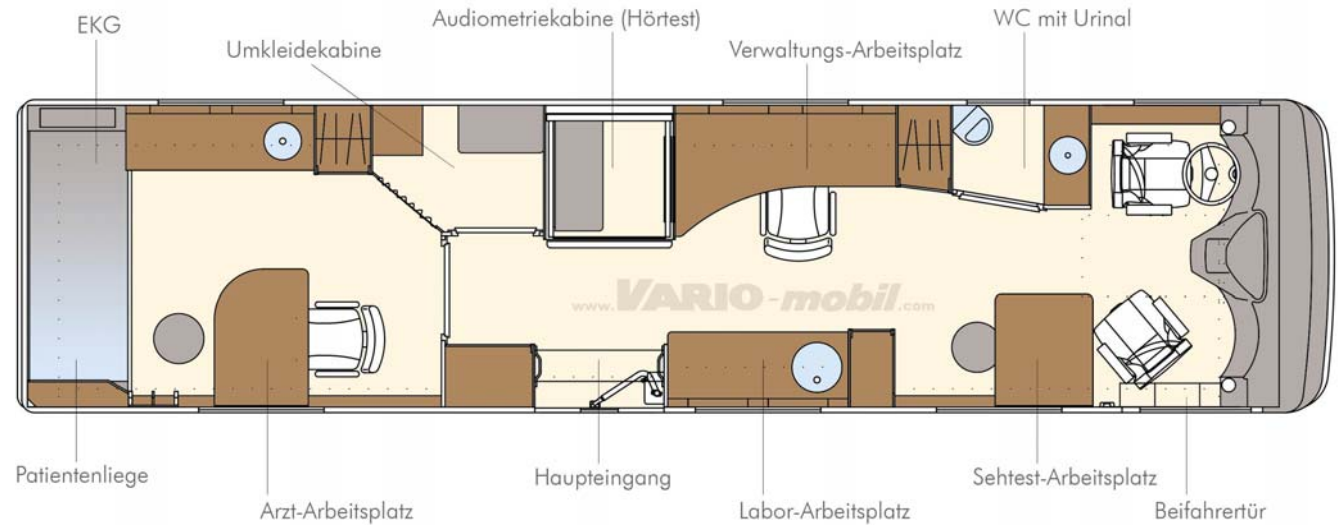 EKG
Umkleidekabine
Audiometriekabine (Hörtest)
Verwaltungs-Arbeitsplatz
WC mit Urinal
www.VARIO-mobil.com
Patientenliege
Arzt-Arbeitsplatz
Haupteingang
Labor-Arbeitsplatz
Sehtest-Arbeitsplatz
Beifahrertür